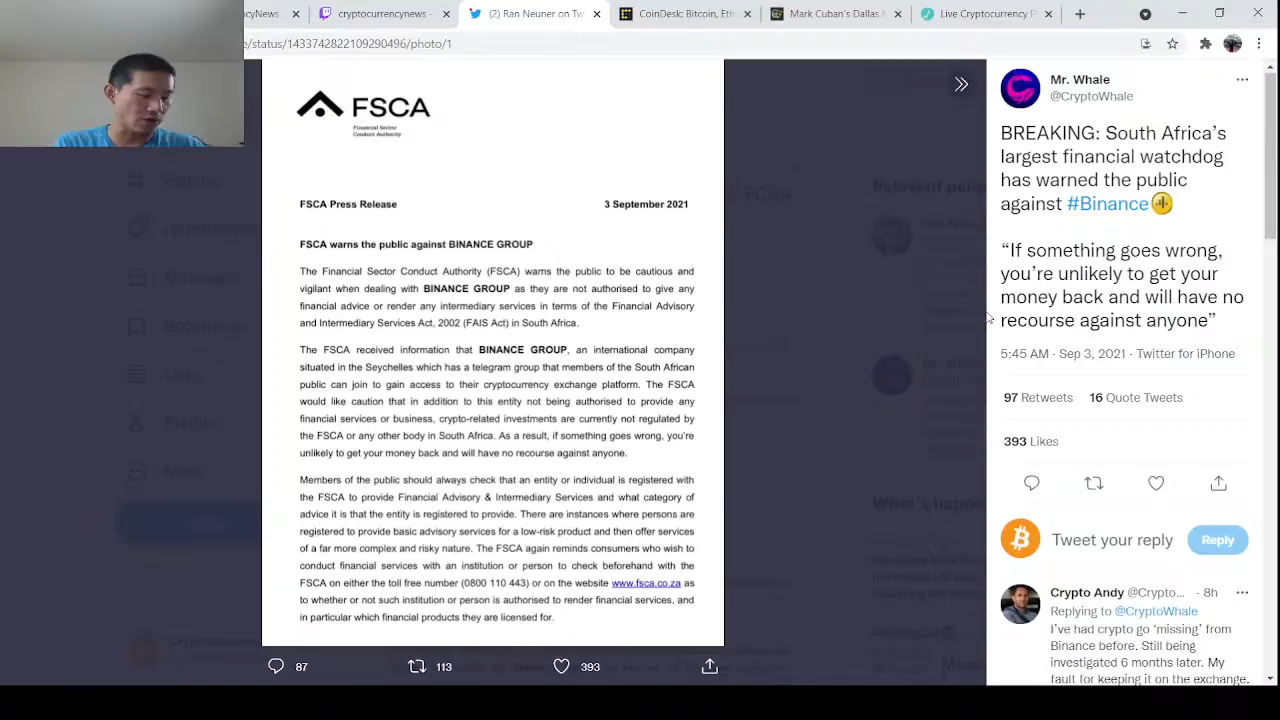 cyNews
cryptocurrencynews
(2) Ran Neuner on Tw
CoinDesk: Bitcoin, Eth
Mark Cuban's Dallas M
Live Cryptocurrency P
e/status/1433742822109290496/photo/1
FSCA
Financial Sector
Conduct Authority
FSCA Press Release
3 September 2021
FSCA warns the public against BINANCE GROUP
The Financial Sector Conduct Authority (FSCA) warns the public to be cautious and
vigilant when dealing with BINANCE GROUP as they are not authorised to give any
financial advice or render any intermediary services in terms of the Financial Advisory
and Intermediary Services Act, 2002 (FAIS Act) in South Africa.
The FSCA received information that BINANCE GROUP, an international company
situated in the Seychelles which has a telegram group that members of the South African
public can join to gain access to their cryptocurrency exchange platform. The FSCA
would like caution that in addition to this entity not being authorised to provide any
financial services or business, crypto-related investments are currently not regulated by
the FSCA or any other body in South Africa. As a result, if something goes wrong, you're
unlikely to get your money back and will have no recourse against anyone.
Members of the public should always check that an entity or individual is registered with
the FSCA to provide Financial Advisory & Intermediary Services and what category of
advice it is that the entity is registered to provide. There are instances where persons are
registered to provide basic advisory services for a low-risk product and then offer services
of a far more complex and risky nature. The FSCA again reminds consumers who wish to
conduct financial services with an institution or person to check beforehand with the
FSCA on either the toll free number (0800 110 443) or on the website www.fsca.co.za as
to whether or not such institution or person is authorised to render financial services, and
in particular which financial products they are licensed for.
87
113
393
Mr. Whale
@CryptoWhale
BREAKING: South Africa's
largest financial watchdog
has warned the public
against #Binance
“If something goes wrong,
you're unlikely to get your
money back and will have no
recourse against anyone”
5:45 AM · Sep 3, 2021 · Twitter for iPhone
97 Retweets 16 Quote Tweets
393 Likes
Tweet your reply
Reply
Crypto Andy @Crypto... · 8h
Replying to @CryptoWhale
I've had crypto go ‘missing’ from
Binance before. Still being
investigated 6 months later. My
fault for keeping it on the exchange.
Messages